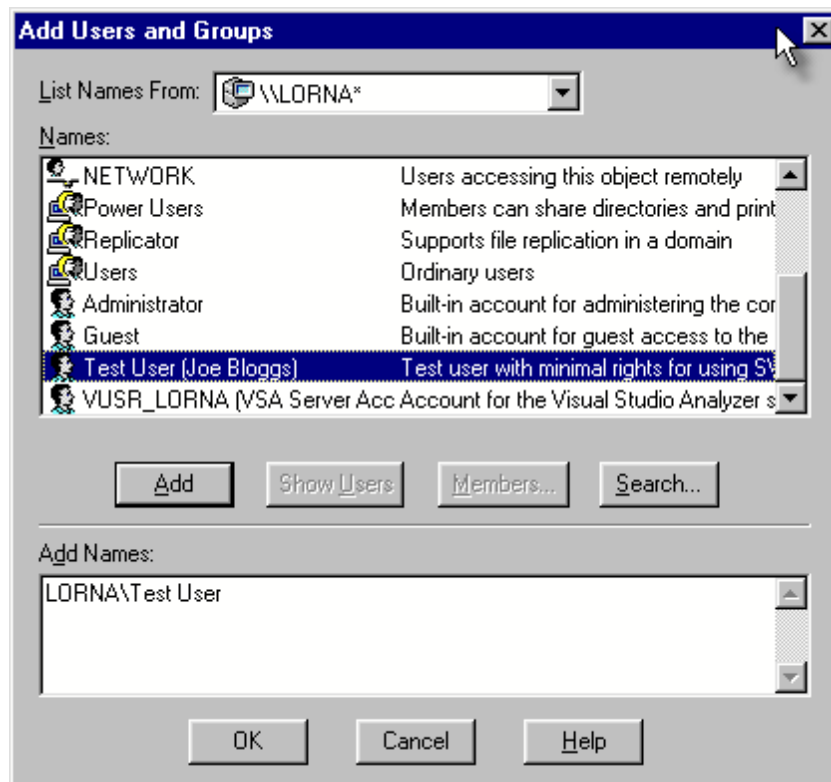 Add Users and Groups
List Names From: \\LORNA*
Names:
NETWORK Users accessing this object remotely
Power Users Members can share directories and print
Replicator Supports file replication in a domain
Users Ordinary users
Administrator Built-in account for administering the cor
Guest Built-in account for guest access to the
Test User (Joe Bloggs) Test user with minimal rights for using SV
VUSR_LORNA (VSA Server Acc Account for the Visual Studio Analyzer s
Add Show Users Members... Search...
Add Names:
LORNA\Test User
OK Cancel Help